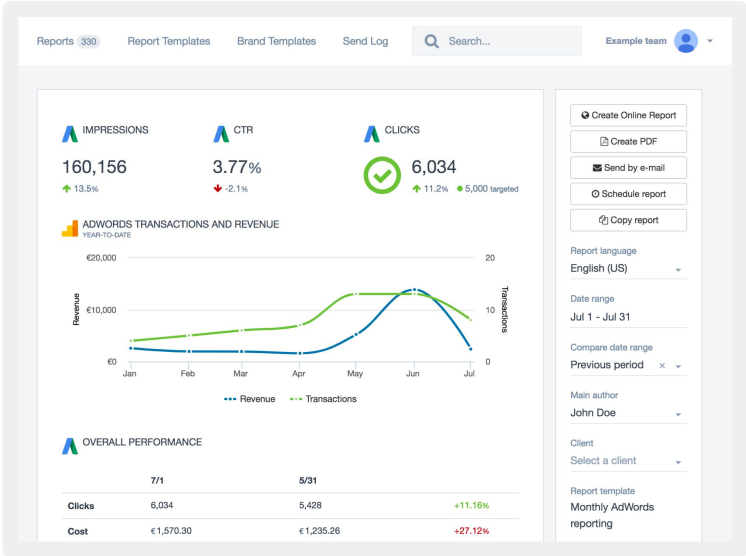 Reports 330 Report Templates Brand Templates Send Log Search... Example team
IMPRESSIONS
160,156
13.5%
CTR
3.77%
-2.1%
CLICKS
6,034
11.2% 5,000 targeted
ADWORDS TRANSACTIONS AND REVENUE
YEAR-TO-DATE
€20,000 20
€10,000 10
€0 0
Revenue
Transactions
Jan Feb Mar Apr May Jun Jul
Revenue Transactions
OVERALL PERFORMANCE
7/1 5/31
Clicks 6,034 5,428 +11.16%
Cost €1,570.30 €1,235.26 +27.12%
Create Online Report
Create PDF
Send by e-mail
Schedule report
Copy report
Report language
English (US)
Date range
Jul 1 - Jul 31
Compare date range
Previous period ×
Main author
John Doe
Client
Select a client
Report template
Monthly AdWords
reporting